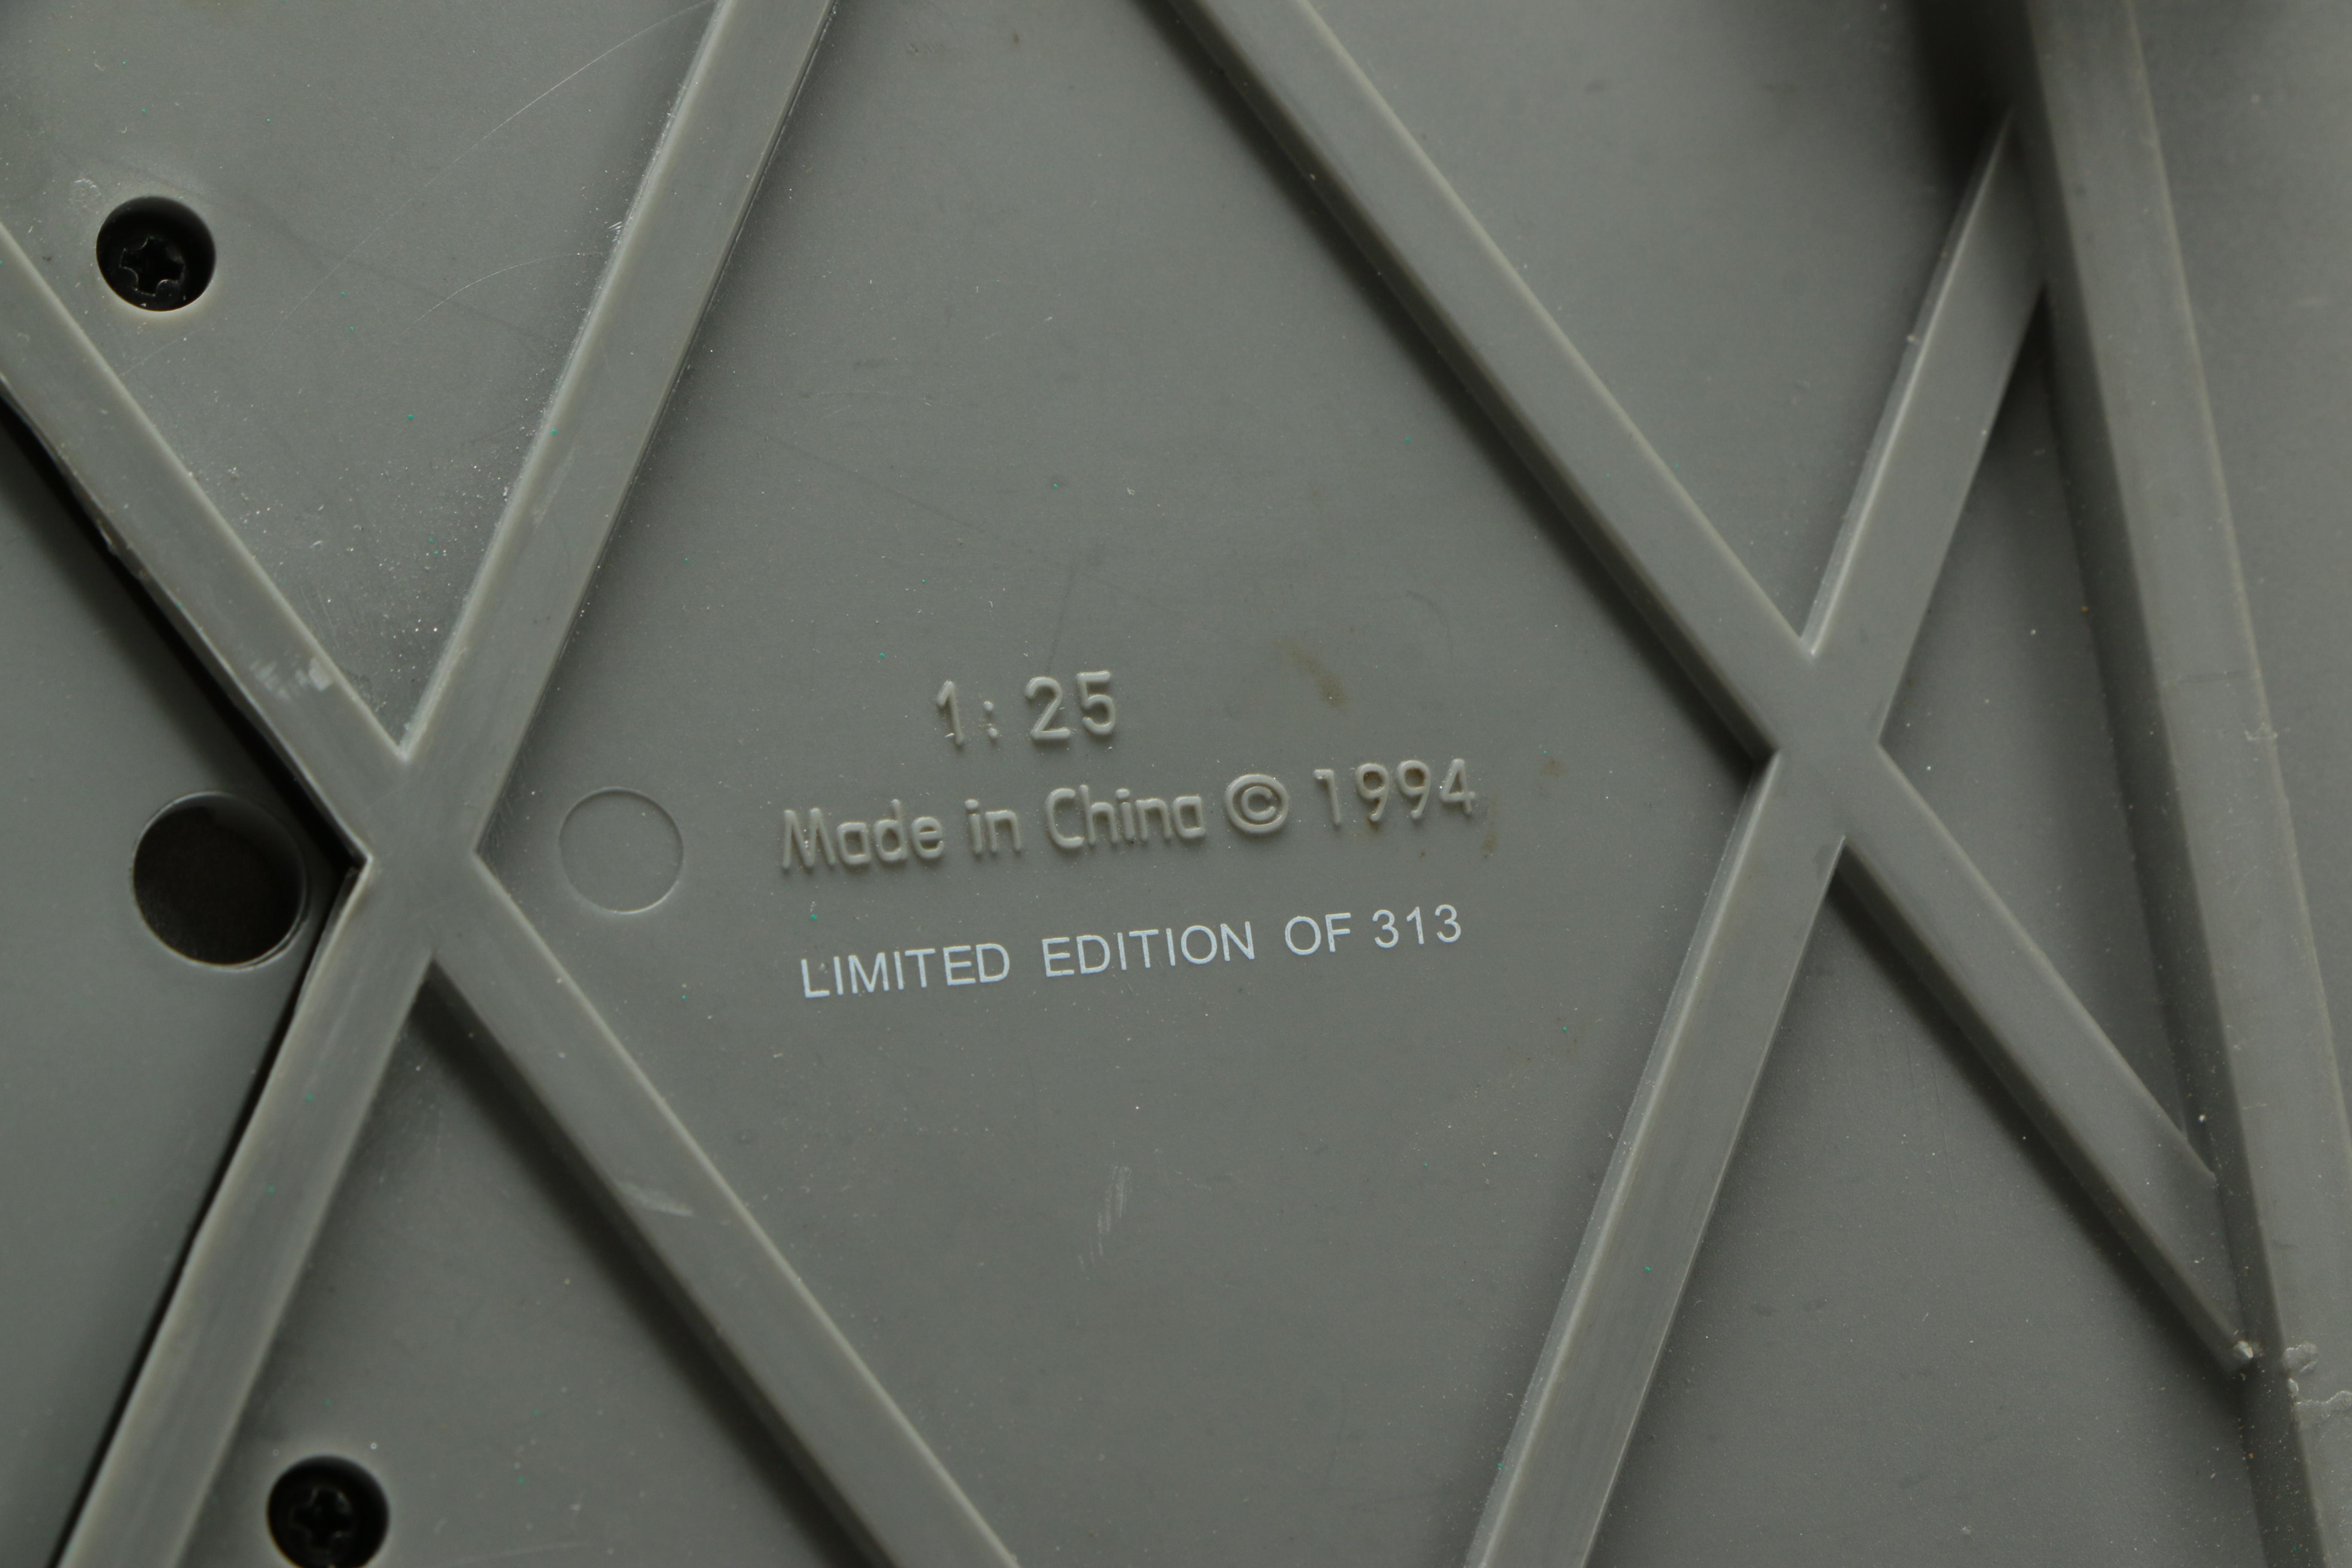 1: 25
Made in China © 1994
LIMITED EDITION OF 313